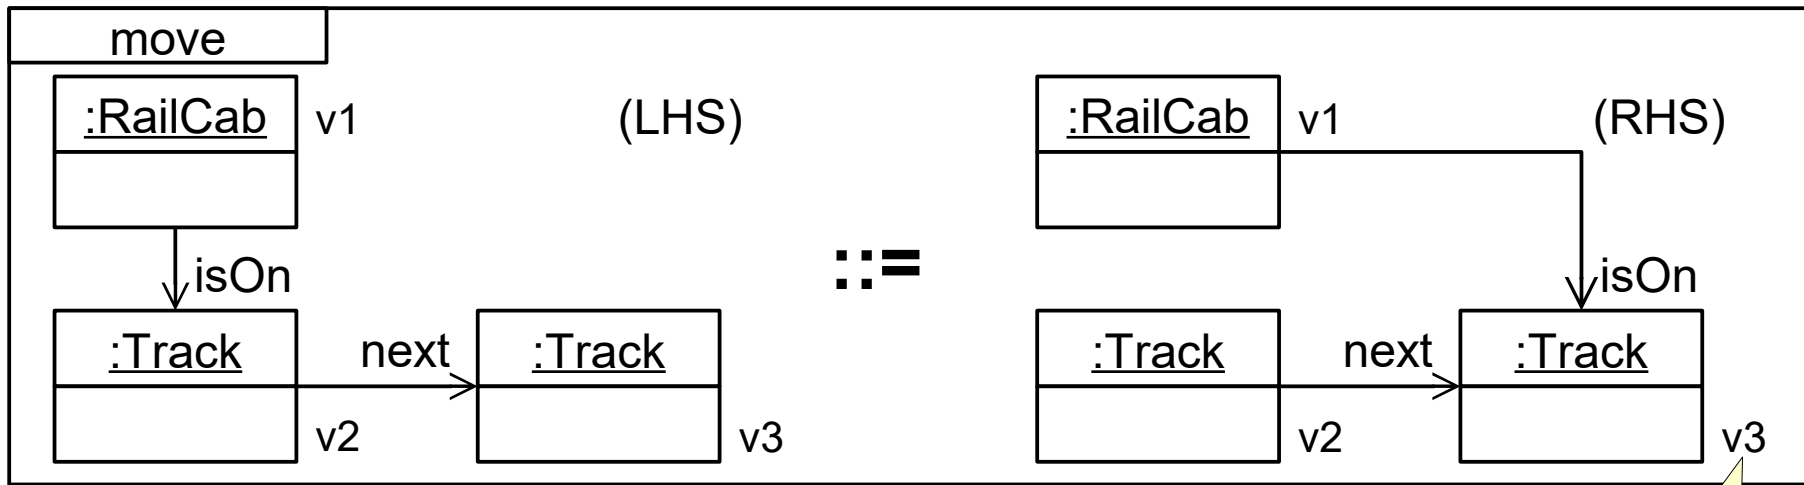 move
:RailCab v1 (LHS) :RailCab v1 (RHS)
::=
isOn isOn
:Track next :Track :Track next :Track
v2 v3 v2 v3